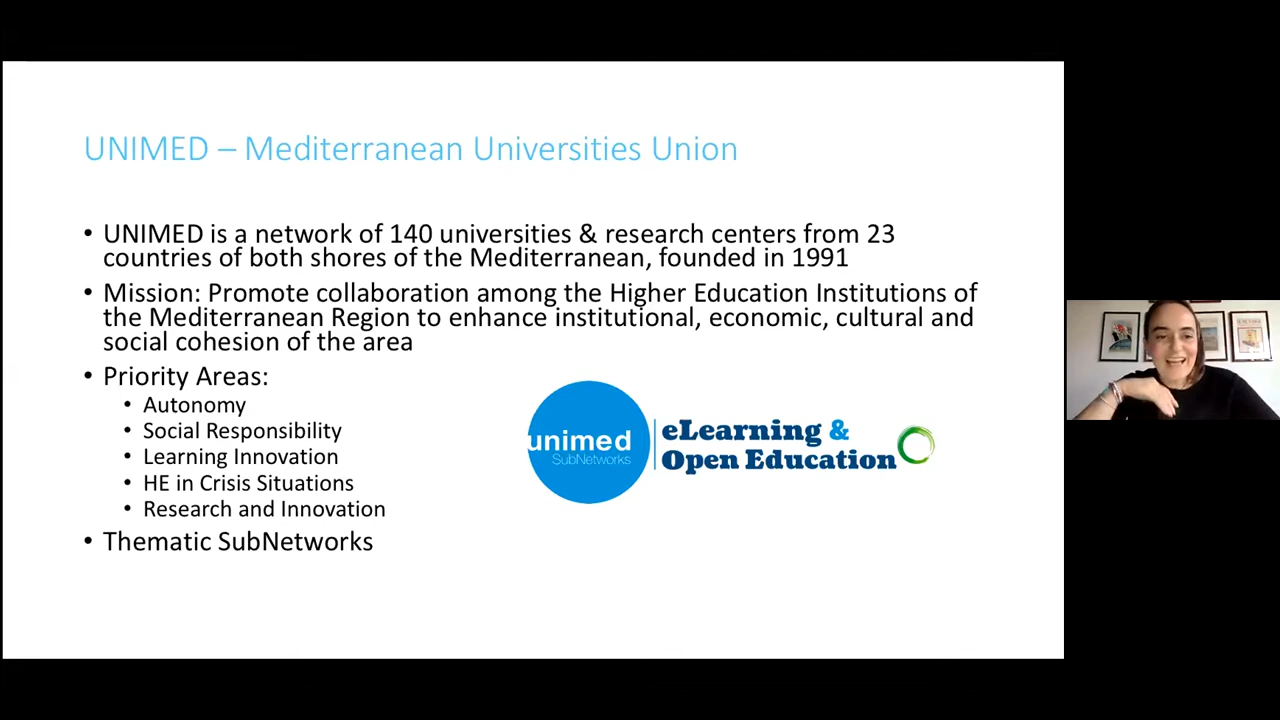 UNIMED – Mediterranean Universities Union
• UNIMED is a network of 140 universities & research centers from 23
countries of both shores of the Mediterranean, founded in 1991
• Mission: Promote collaboration among the Higher Education Institutions of
the Mediterranean Region to enhance institutional, economic, cultural and
social cohesion of the area
• Priority Areas:
• Autonomy
• Social Responsibility
• Learning Innovation
• HE in Crisis Situations
• Research and Innovation
• Thematic SubNetworks
unimed
SubNetworks
eLearning &
Open Education